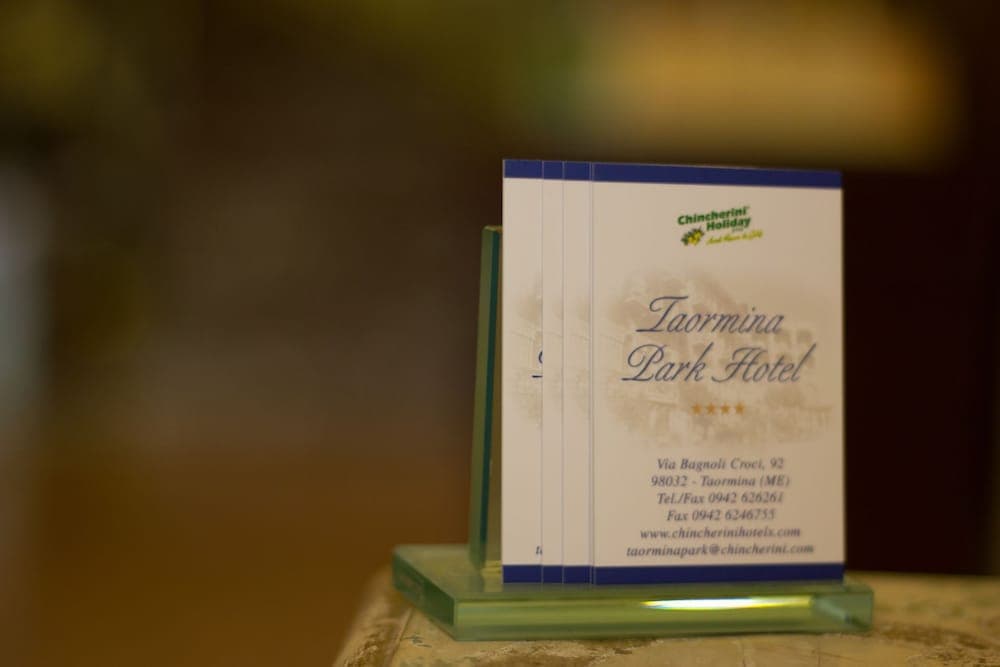 Chincherini
Holiday
Taormina
Park Hotel
Via Bagnoli Croci, 92
98032 - Taormina (ME)
Tel./Fax 0942 626261
Fax 0942 6246755
www.chincherinihotels.com
taorminapark@chincherini.com